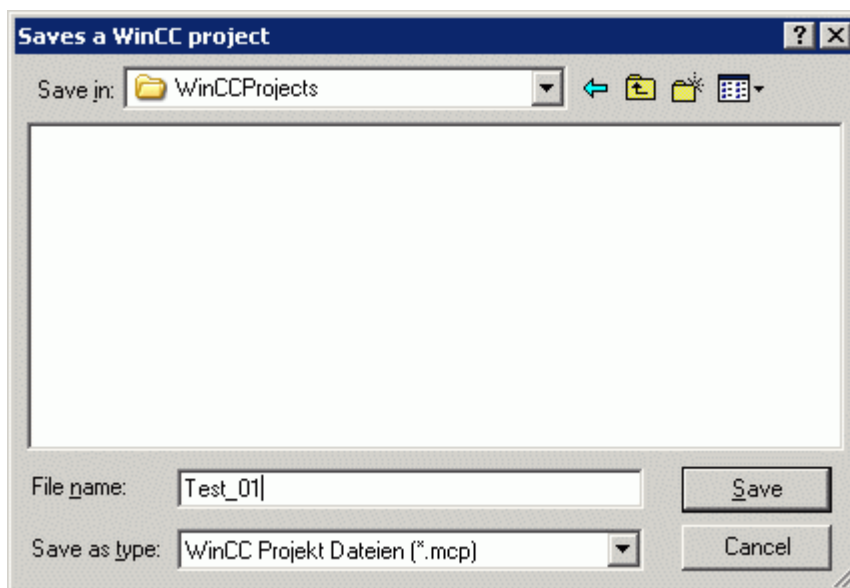 Saves a WinCC project
Save in: WinCCProjects
File name: Test_01 Save
Save as type: WinCC Projekt Dateien (*.mcp) Cancel